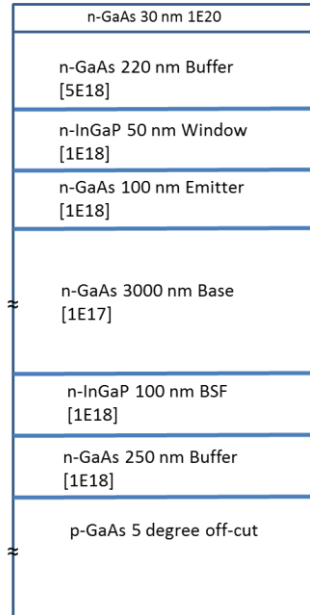 n-GaAs 30 nm 1E20
n-GaAs 220 nm Buffer
[5E18]
n-InGaP 50 nm Window
[1E18]
n-GaAs 100 nm Emitter
[1E18]
n-GaAs 3000 nm Base
[1E17]
≈
n-InGaP 100 nm BSF
[1E18]
n-GaAs 250 nm Buffer
[1E18]
p-GaAs 5 degree off-cut
≈